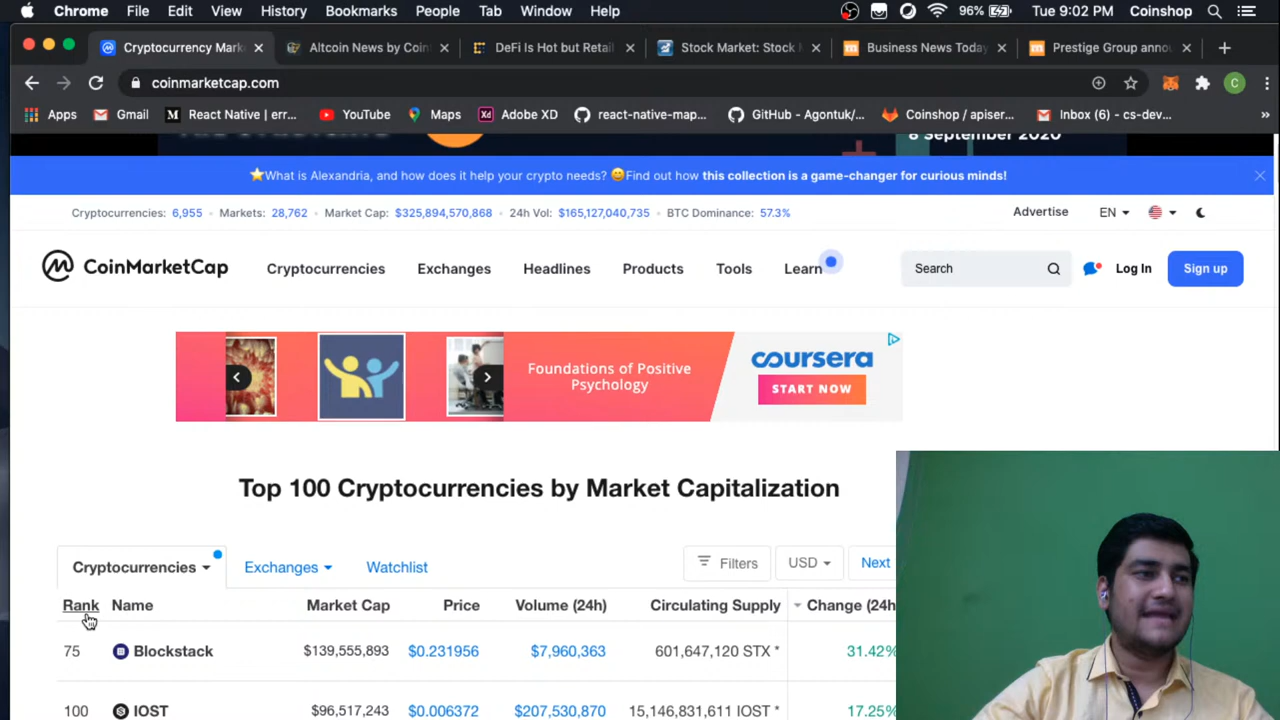 Chrome File Edit View History Bookmarks People Tab Window Help 96% Tue 9:02 PM Coinshop
Cryptocurrency Mark Altcoin News by Coin DeFi Is Hot but Retail Stock Market: Stock Business News Today Prestige Group anno
coinmarketcap.com C
Apps Gmail React Native | err... YouTube Maps Adobe XD react-native-map... GitHub - Agontuk/... Coinshop / apiser... Inbox (6) - cs-dev... »
8 September 2020
⭐What is Alexandria, and how does it help your crypto needs? 😀Find out how this collection is a game-changer for curious minds!
Cryptocurrencies: 6,955 • Markets: 28,762 • Market Cap: $325,894,570,868 • 24h Vol: $165,127,040,735 • BTC Dominance: 57.3% Advertise EN
CoinMarketCap Cryptocurrencies Exchanges Headlines Products Tools Learn Search Log In Sign up
Foundations of Positive
Psychology
coursera
START NOW
Top 100 Cryptocurrencies by Market Capitalization
Cryptocurrencies Exchanges Watchlist Filters USD Next
Rank Name Market Cap Price Volume (24h) Circulating Supply Change (24h
75 Blockstack $139,555,893 $0.231956 $7,960,363 601,647,120 STX * 31.42%
100 IOST $96,517,243 $0.006372 $207,530,870 15,146,831,611 IOST * 17.25%